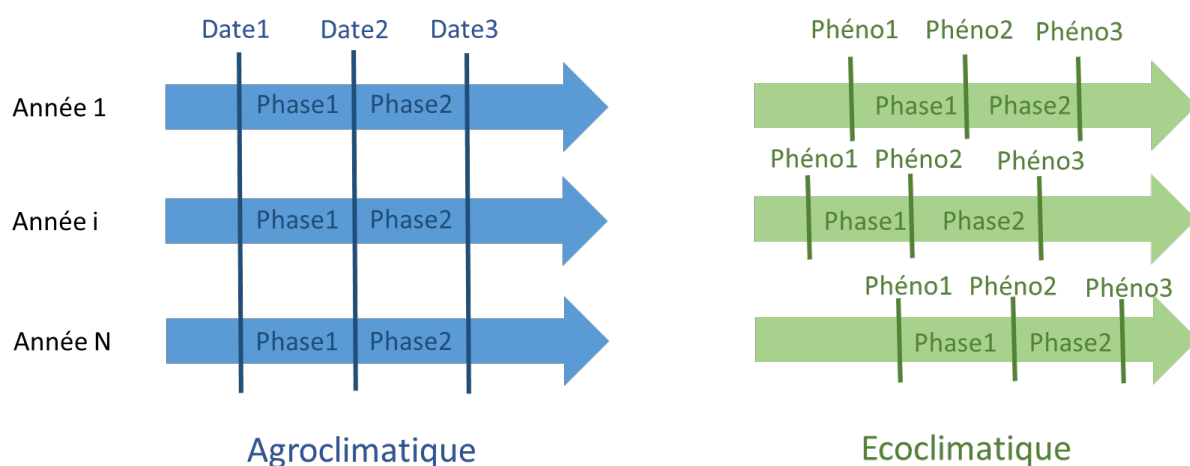 Date1 Date2 Date3
Phéno1 Phéno2 Phéno3
Année 1
Phase1 Phase2
Phase1 Phase2
Phéno1 Phéno2 Phéno3
Année i
Phase1 Phase2
Phase1 Phase2
Phéno1 Phéno2 Phéno3
Année N
Phase1 Phase2
Phase1 Phase2
Agroclimatique
Ecoclimatique